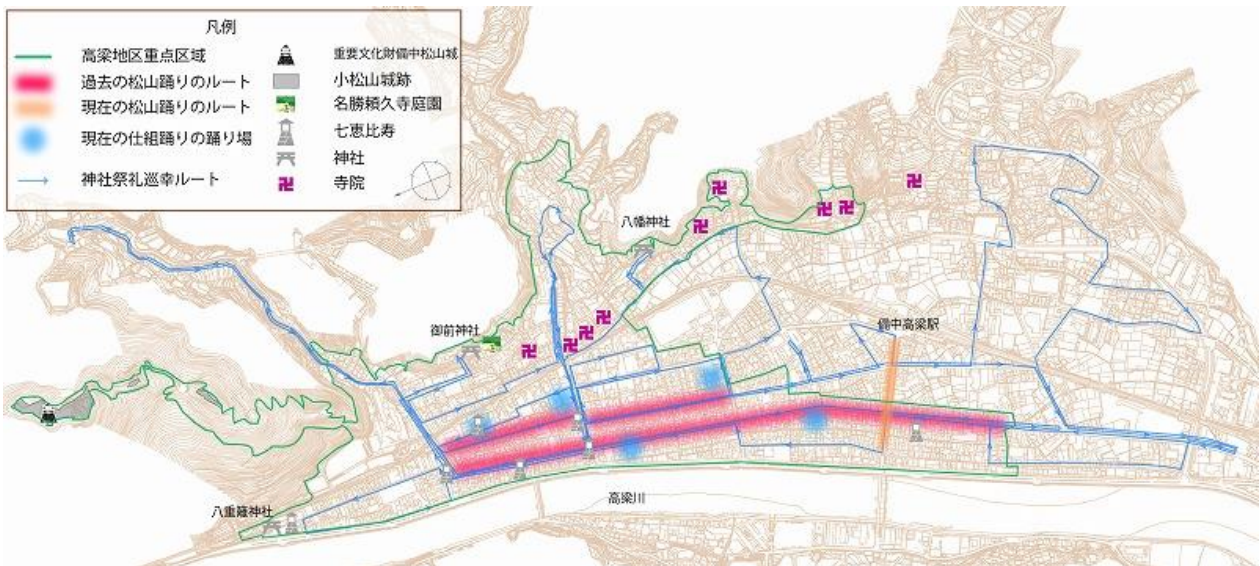 凡例
高梁地区重点区域
過去の松山踊りのルート
現在の松山踊りのルート
現在の仕組踊りの踊り場
神社祭礼巡幸ルート
重要文化財備中松山城
小松山城跡
名勝頼久寺庭園
七恵比寿
神社
寺院
八幡神社
御前神社
備中高梁駅
八重籬神社
高梁川